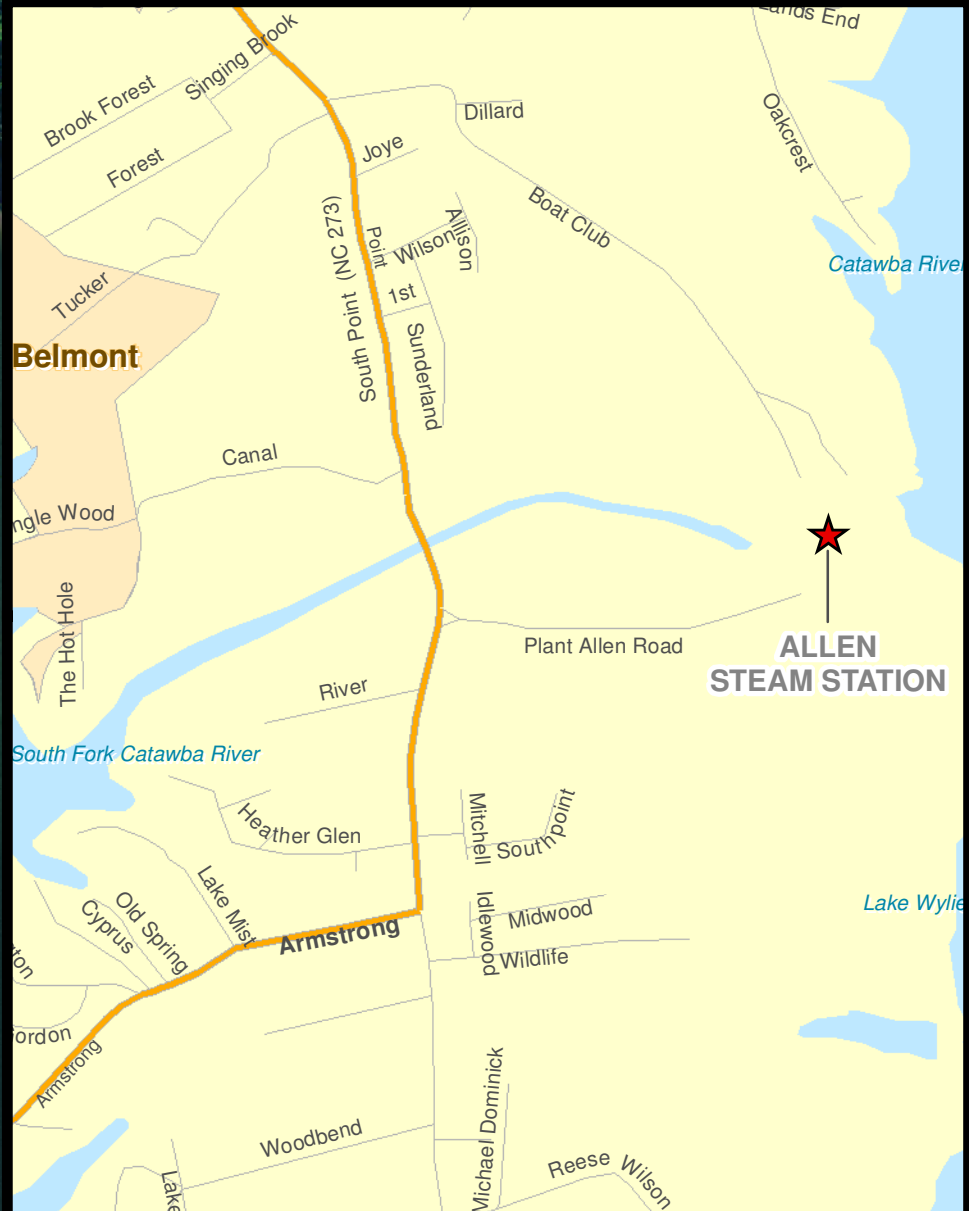 Lands End
Singing Brook
Brook Forest
Dillard
Oakcrest
Joye
Forest
Boat Club
South Point (NC 273)
Point
Wilson
Allison
Catawba River
Tucker
1st
Belmont
Sunderland
Canal
ngle Wood
The Hot Hole
Plant Allen Road
ALLEN
STEAM STATION
River
South Fork Catawba River
Heather Glen
Mitchell
Southpoint
Lake Mist
Old Spring
Cyprus
Idlewood
Midwood
Lake Wylie
Armstrong
Wildlife
ton
Gordon
Armstrong
Michael Dominick
Woodbend
Reese Wilson
Lake